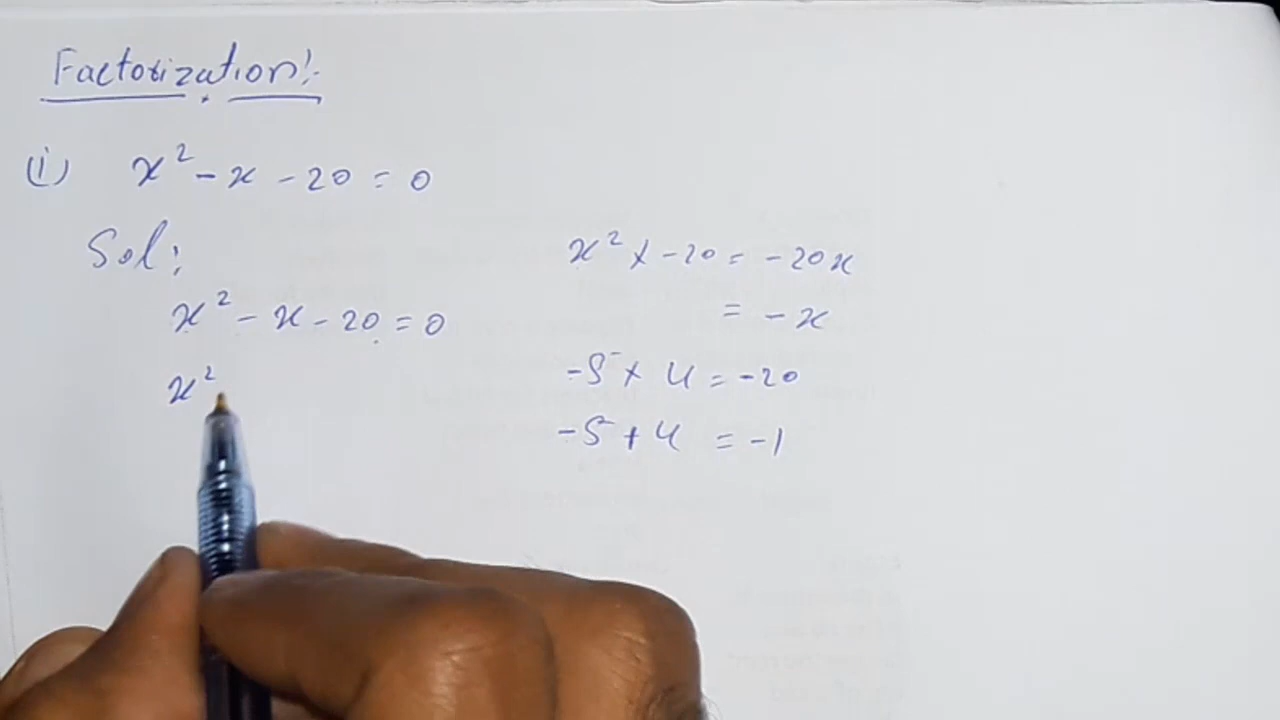 Factorization:-
(i) x² - x - 20 = 0
Sol:
x² - x - 20 = 0
x²
x² × -20 = -20x
= -x
-5 × 4 = -20
-5 + 4 = -1